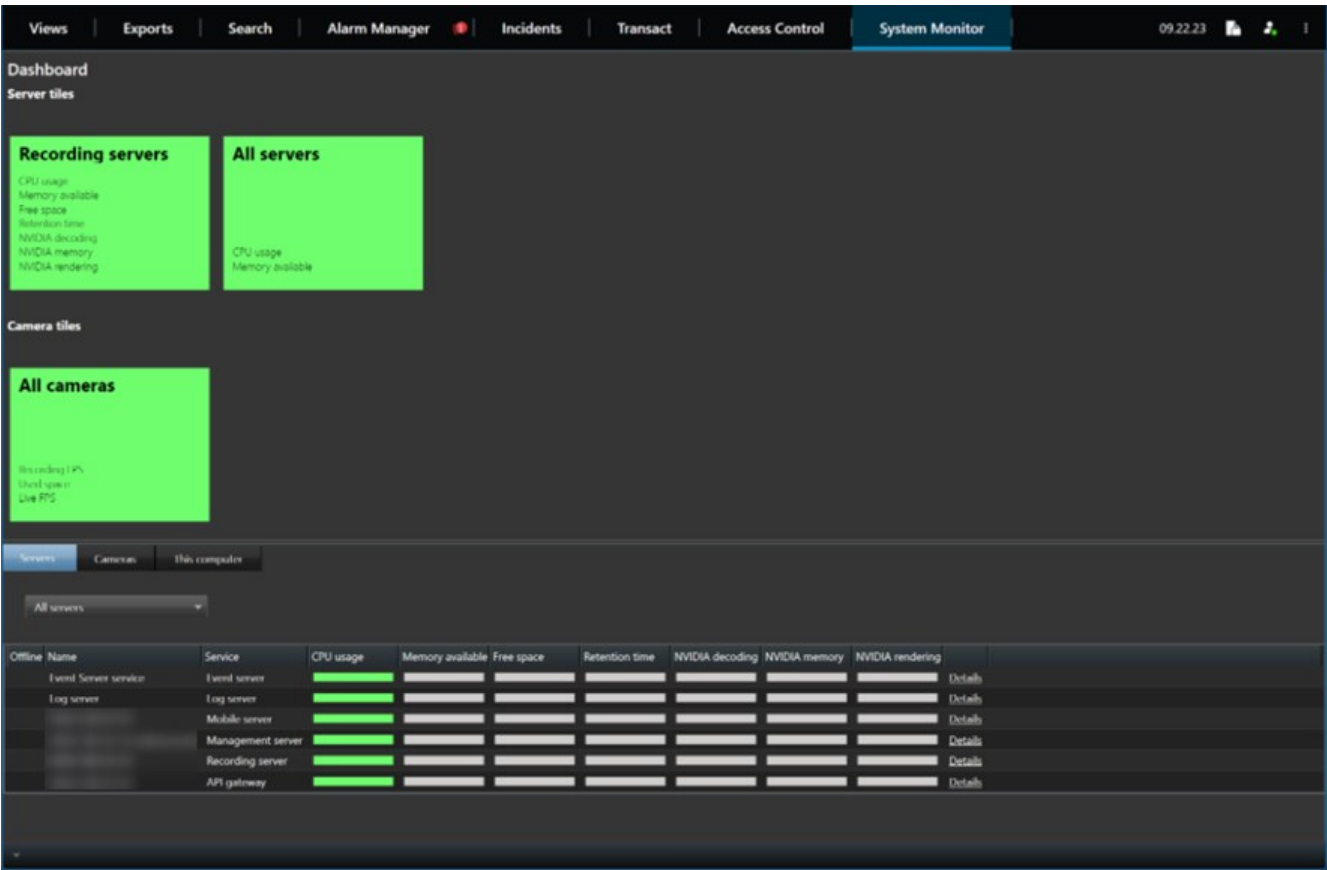 Views Exports Search Alarm Manager Incidents Transact Access Control System Monitor 09.22.23
Dashboard
Server tiles
Recording servers
CPU usage
Memory available
Free space
Retention time
NVIDIA decoding
NVIDIA memory
NVIDIA rendering
All servers
CPU usage
Memory available
Camera tiles
All cameras
Recording FPS
Used space
Live FPS
Servers Cameras This computer
All servers
Offline Name Service CPU usage Memory available Free space Retention time NVIDIA decoding NVIDIA memory NVIDIA rendering
Event Server service Event server Details
Log server Log server Details
Mobile server Details
Management server Details
Recording server Details
API gateway Details